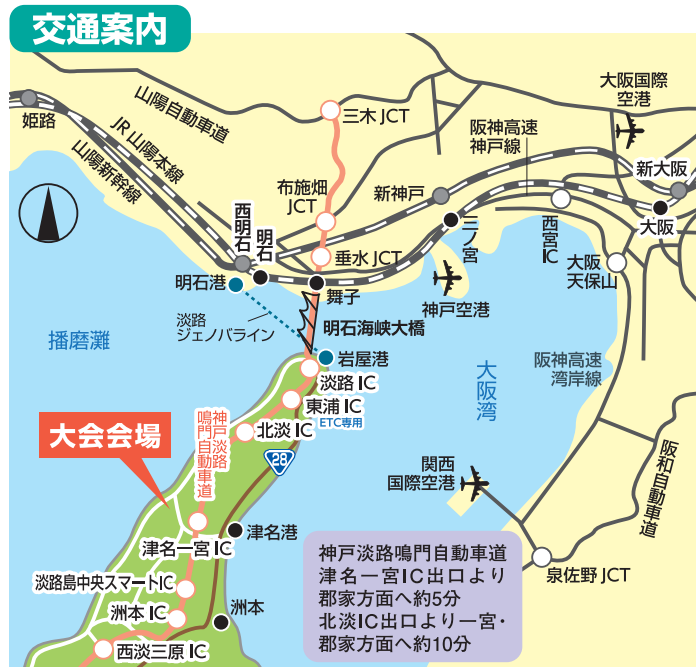 交通案内
大阪国際
空港
三木JCT
山陽自動車道
姫路
JR山陽本線
山陽新幹線
阪神高速
神戸線
新大阪
布施畑
JCT
新神戸
大阪
西明石
明石
三ノ宮
西宮IC
垂水JCT
大阪
天保山
明石港
舞子
神戸空港
淡路
ジェノバライン
明石海峡大橋
播磨灘
岩屋港
大阪湾
阪神高速
湾岸線
淡路IC
東浦IC
ETC専用
神戸淡路
鳴門自動車道
大会会場
北淡IC
28
関西
国際空港
阪和自動車道
津名港
津名一宮IC
泉佐野JCT
淡路島中央スマートIC
洲本IC
洲本
西淡三原IC
神戸淡路鳴門自動車道
津名一宮IC出口より
郡家方面へ約5分
北淡IC出口より一宮・
郡家方面へ約10分